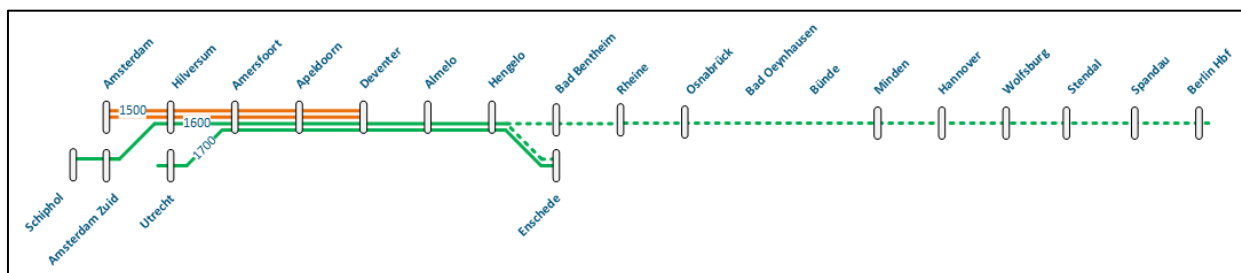 Amsterdam
Hilversum
Amersfoort
Apeldoorn
Deventer
Almelo
Hengelo
Bad Bentheim
Rheine
Osnabrück
Bad Oeynhausen
Bünde
Minden
Hannover
Wolfsburg
Stendal
Spandau
Berlin Hbf
1500
1600
1700
Schiphol
Amsterdam Zuid
Utrecht
Enschede